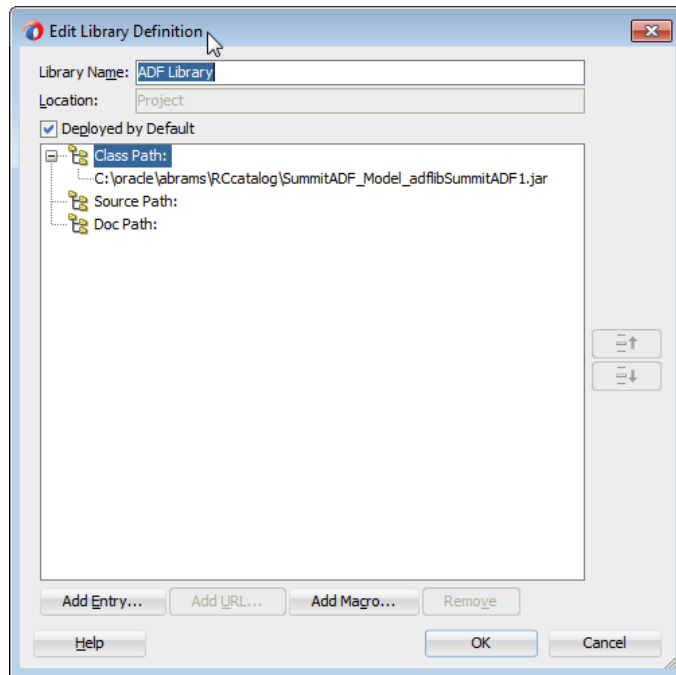 Edit Library Definition
Library Name: ADF Library
Location: Project
Deployed by Default
Class Path:
C:\oracle\abrams\RCcatalog\SummitADF_Model_adflibSummitADF1.jar
Source Path:
Doc Path:
Add Entry... Add URL... Add Macro... Remove
Help OK Cancel